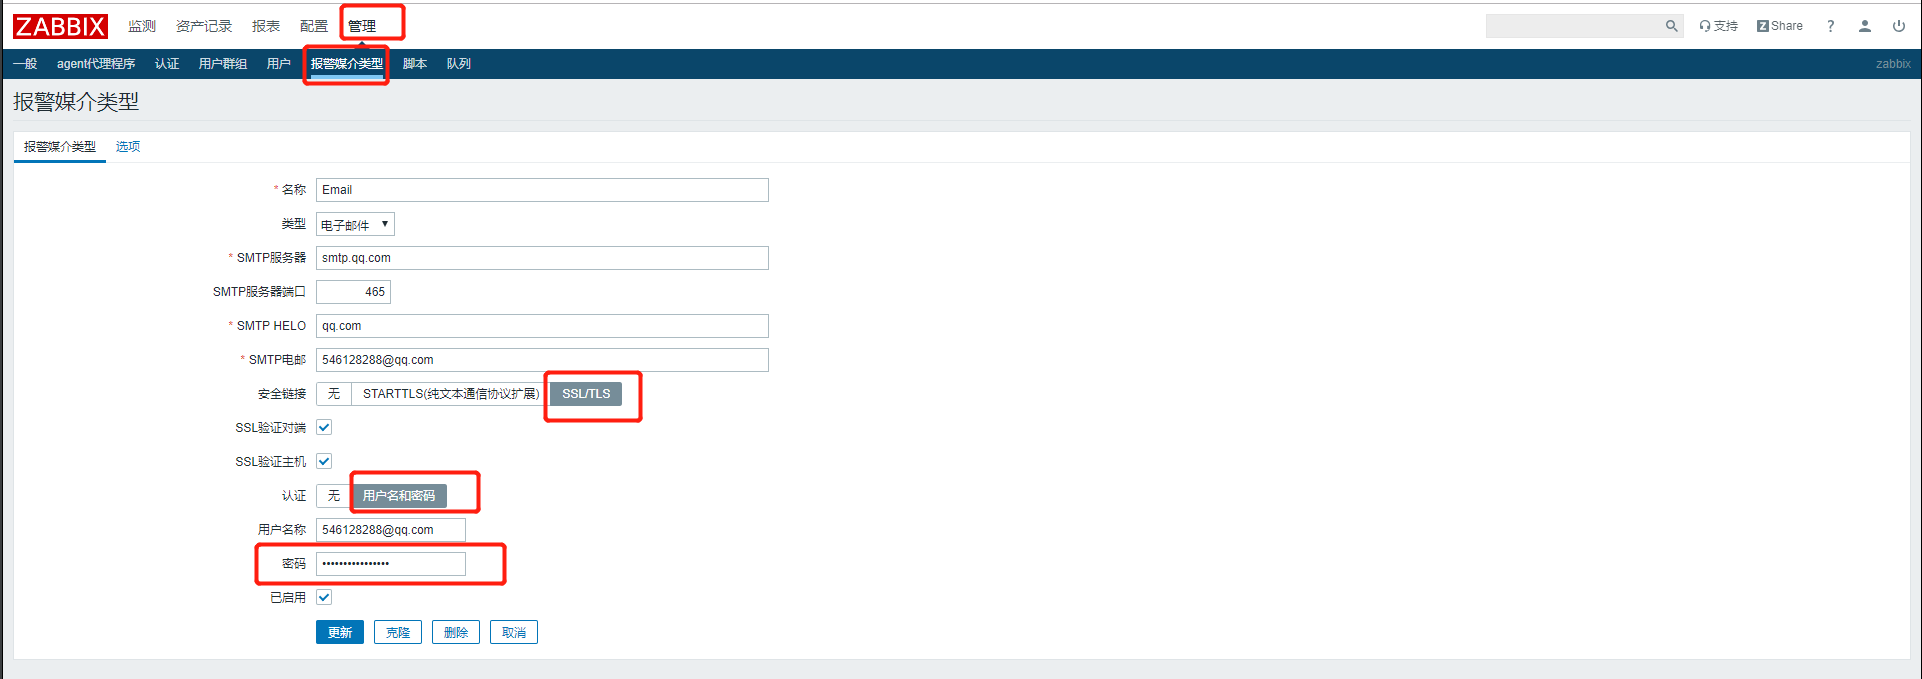 ZABBIX 监测 资产记录 报表 配置 管理 支持 Z Share ?
一般 agent代理程序 认证 用户群组 用户 报警媒介类型 脚本 队列 zabbix
报警媒介类型
报警媒介类型 选项
* 名称 Email
类型 电子邮件 ▼
* SMTP服务器 smtp.qq.com
SMTP服务器端口 465
* SMTP HELO qq.com
* SMTP电邮 546128288@qq.com
安全链接 无 STARTTLS(纯文本通信协议扩展) SSL/TLS
SSL验证对端
SSL验证主机
认证 无 用户名和密码
用户名称 546128288@qq.com
密码 ••••••••••••••••
已启用
更新 克隆 删除 取消